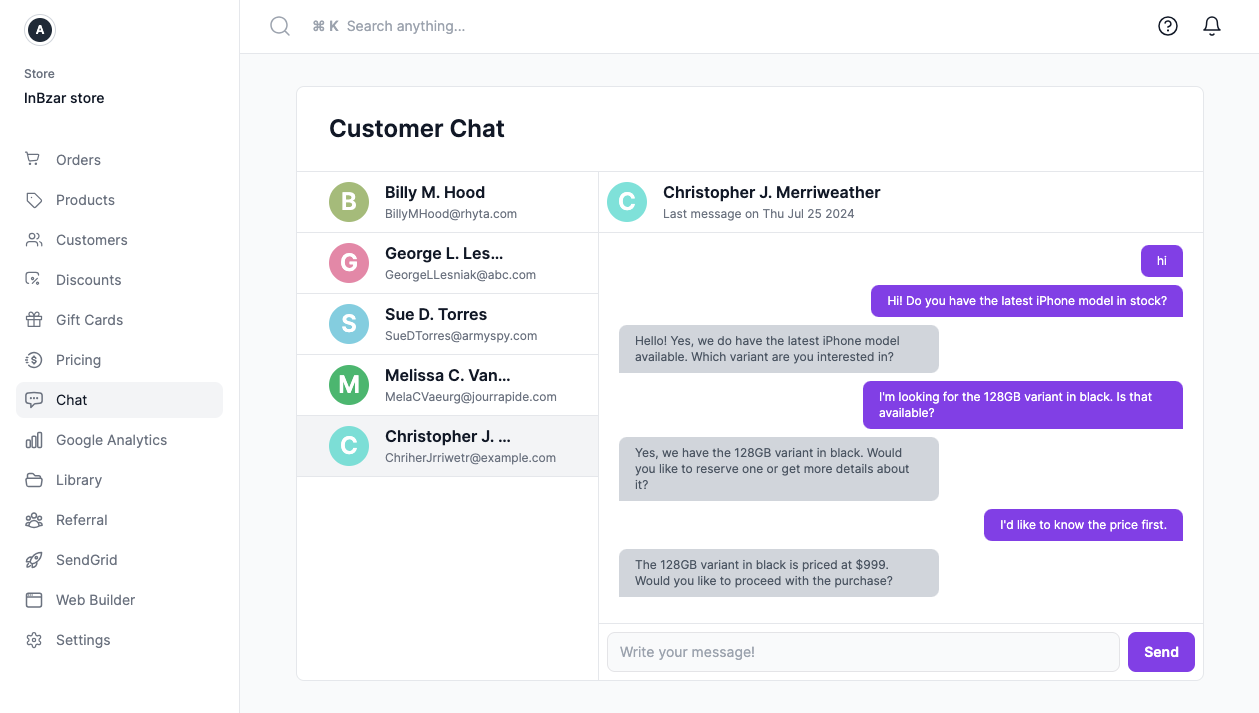 A
Store
InBzar store
Orders
Products
Customers
Discounts
Gift Cards
Pricing
Chat
Google Analytics
Library
Referral
SendGrid
Web Builder
Settings
⌘ K Search anything...
Customer Chat
B
Billy M. Hood
BillyMHood@rhyta.com
G
George L. Les...
GeorgeLLesniak@abc.com
S
Sue D. Torres
SueDTorres@armyspy.com
M
Melissa C. Van...
MelaCVaeurg@jourrapide.com
C
Christopher J. ...
ChriherJrriwetr@example.com
C
Christopher J. Merriweather
Last message on Thu Jul 25 2024
hi
Hi! Do you have the latest iPhone model in stock?
Hello! Yes, we do have the latest iPhone model
available. Which variant are you interested in?
I'm looking for the 128GB variant in black. Is that
available?
Yes, we have the 128GB variant in black. Would
you like to reserve one or get more details about
it?
I'd like to know the price first.
The 128GB variant in black is priced at $999.
Would you like to proceed with the purchase?
Write your message!
Send